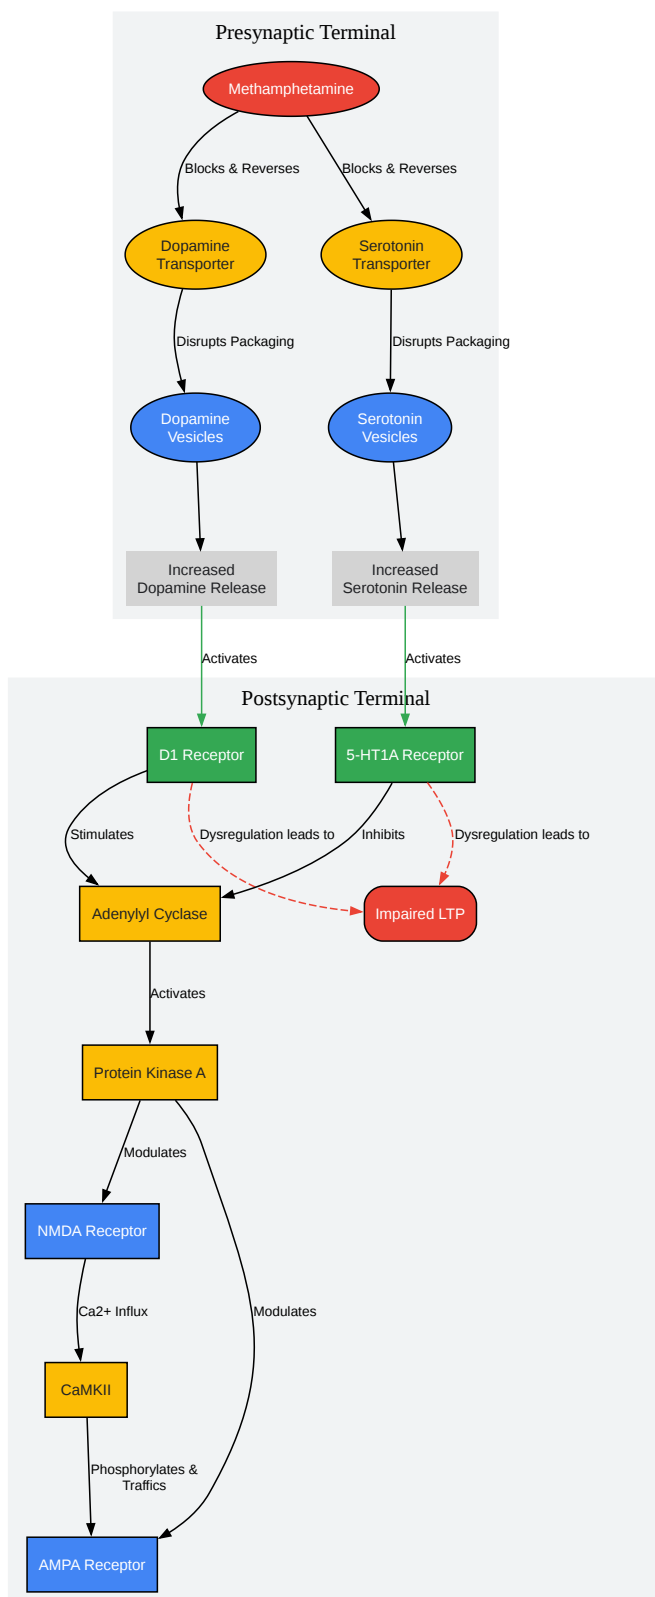 Presynaptic Terminal
Methamphetamine
Blocks & Reverses
Blocks & Reverses
Dopamine
Transporter
Serotonin
Transporter
Disrupts Packaging
Disrupts Packaging
Dopamine
Vesicles
Serotonin
Vesicles
Increased
Dopamine Release
Increased
Serotonin Release
Activates
Activates
Postsynaptic Terminal
D1 Receptor
5-HT1A Receptor
Stimulates
Dysregulation leads to
Inhibits
Dysregulation leads to
Adenylyl Cyclase
Impaired LTP
Activates
Protein Kinase A
Modulates
NMDA Receptor
Ca2+ Influx
Modulates
CaMKII
Phosphorylates &
Traffics
AMPA Receptor